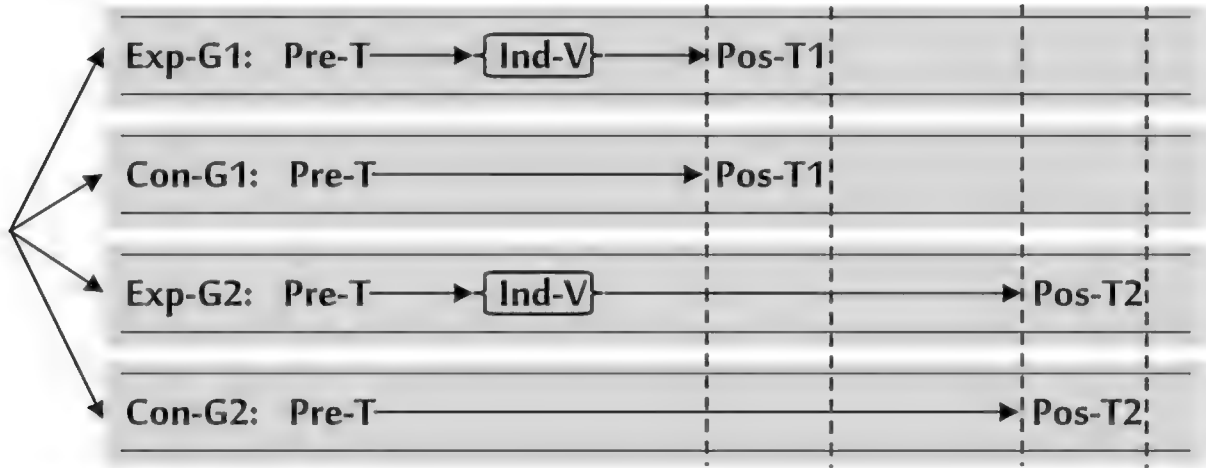 Exp-G1: Pre-T Ind-V Pos-T1
Con-G1: Pre-T Pos-T1
Exp-G2: Pre-T Ind-V Pos-T2
Con-G2: Pre-T Pos-T2